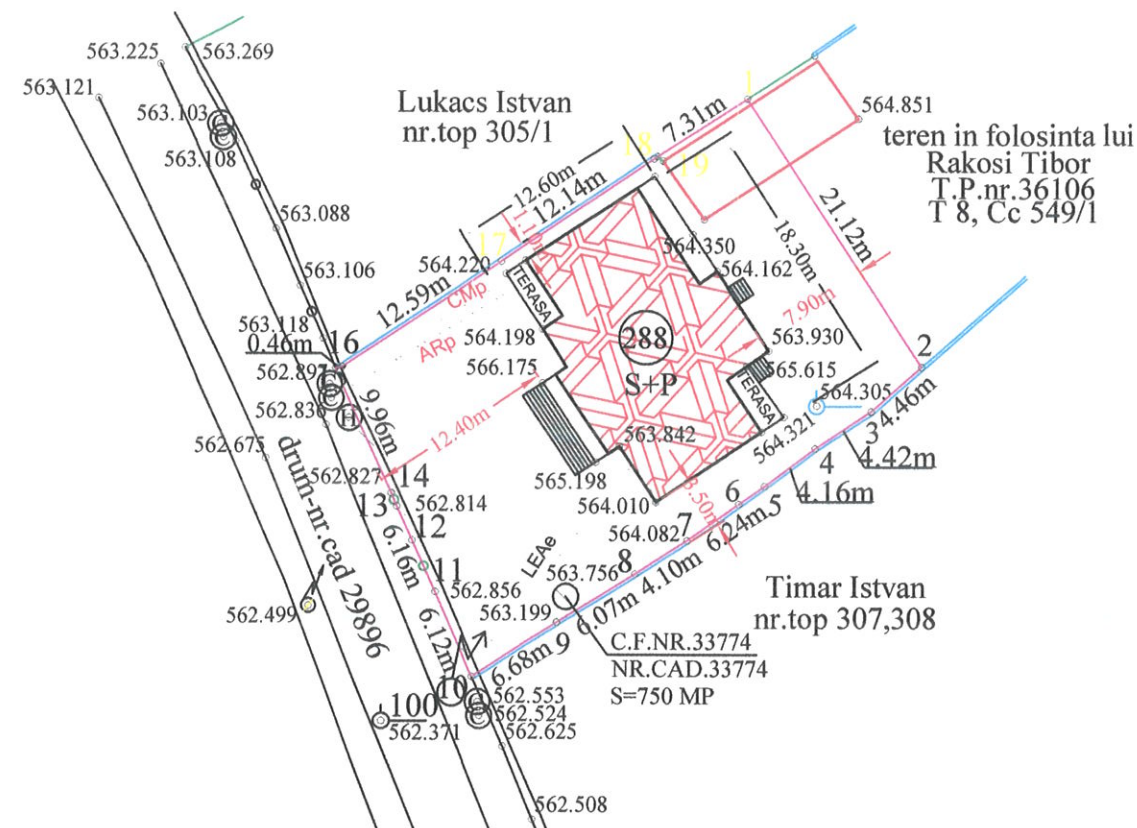 563.225
563.269
563.121
563.103
563.108
Lukacs Istvan
nr.top 305/1
1
564.851
7.31m
teren in folosinta lui
Rakosi Tibor
T.P.nr.36106
T 8, Cc 549/1
18
19
12.60m
12.14m
563.088
21.12m
18.30m
17
564.220
564.350
563.106
TERASA
564.162
12.59m
CMp
7.90m
563.118
0.46m
16
564.198
ARp
288
563.930
2
566.175
S+P
565.615
562.897
TERASA
564.305
562.836
H
9.96m
12.40m
3
4.46m
564.321
563.842
4
4.42m
562.675
562.827
14
565.198
drum-nr.cad 29896
13
562.814
564.010
6
5
4.16m
3.50m
12
564.082
7
6.24m
6.16m
LEAe
11
563.756
8
4.10m
562.856
Timar Istvan
nr.top 307,308
562.499
563.199
9
6.07m
6.12m
C.F.NR.33774
NR.CAD.33774
S=750 MP
6.68m
10
562.553
100
562.371
562.524
562.625
562.508